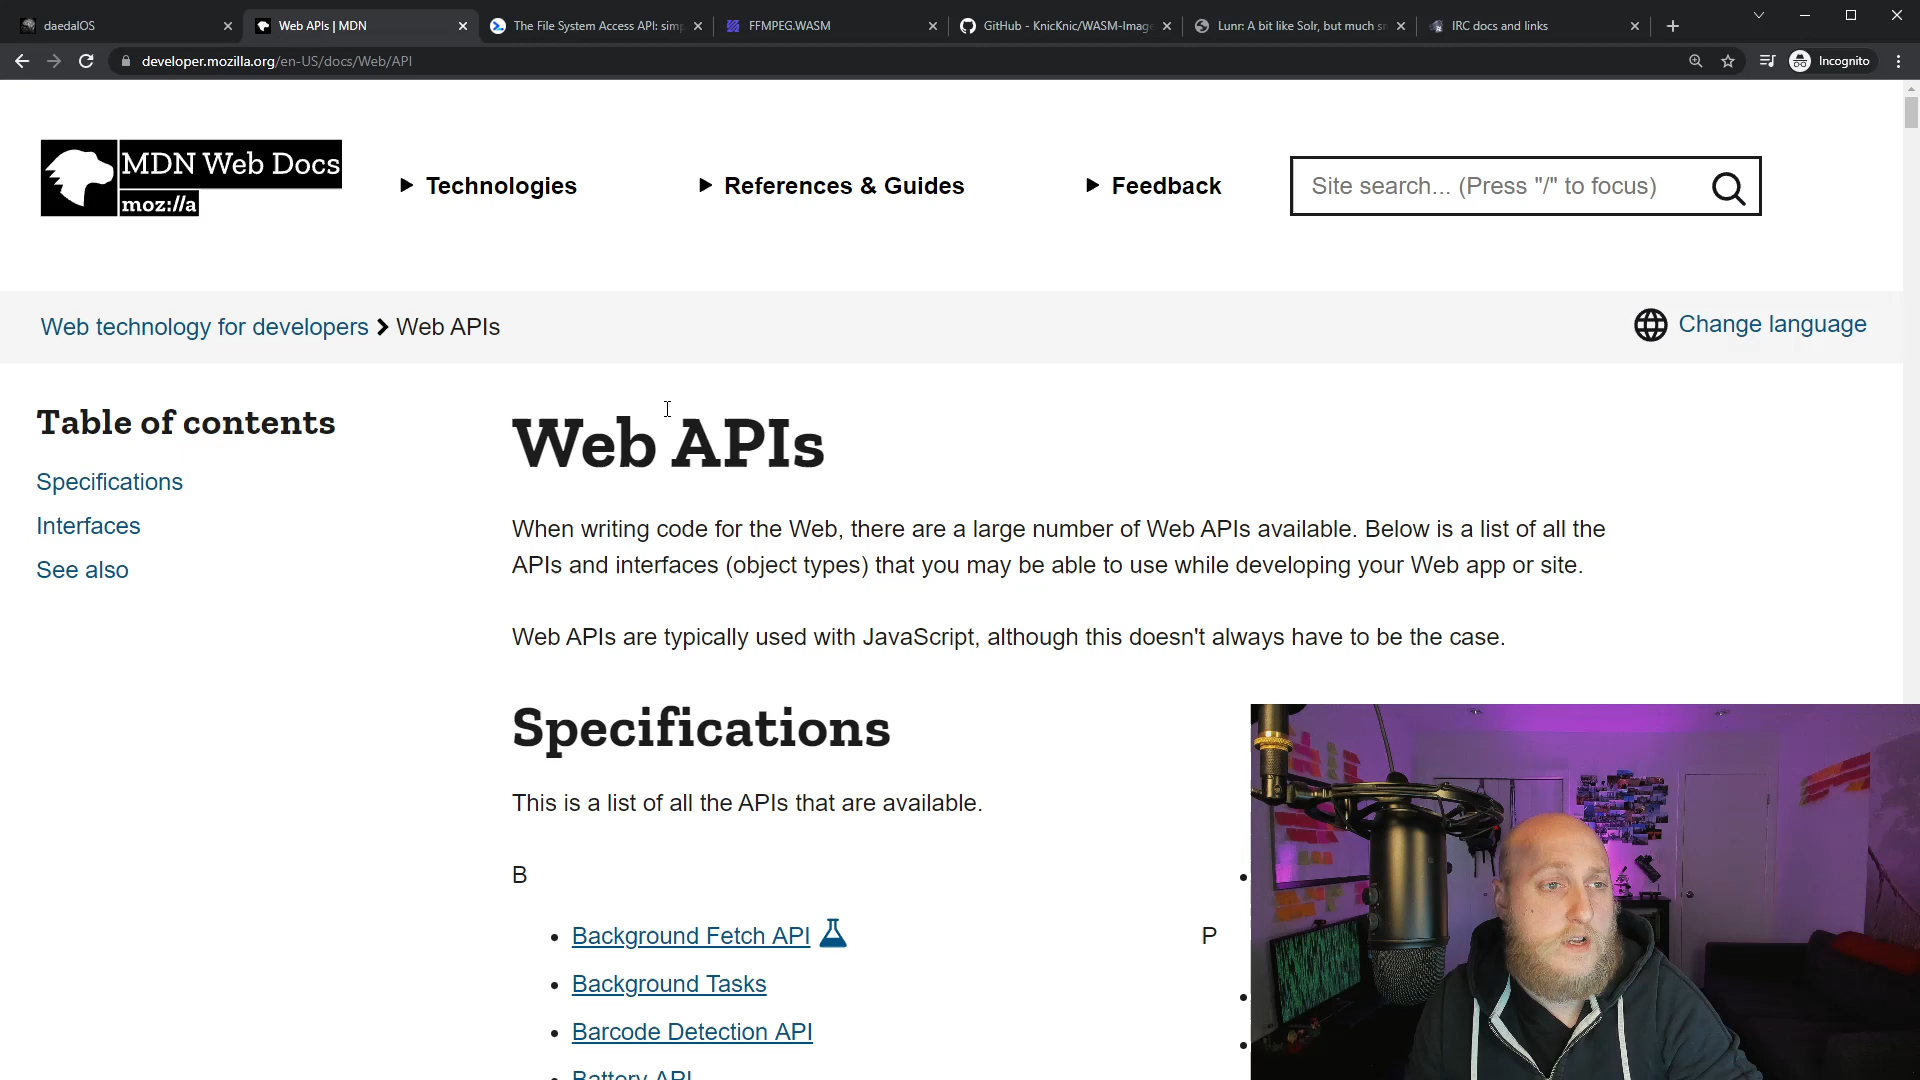 daedalOS
Web APIs | MDN
The File System Access API: simp
FFMPEG.WASM
GitHub - KnicKnic/WASM-Image
Lunr: A bit like Solr, but much sm
IRC docs and links
developer.mozilla.org/en-US/docs/Web/API
Incognito
MDN Web Docs
moz://a
Technologies
References & Guides
Feedback
Site search... (Press "/" to focus)
Web technology for developers
Web APIs
Change language
Table of contents
Specifications
Interfaces
See also
Web APIs
When writing code for the Web, there are a large number of Web APIs available. Below is a list of all the
APIs and interfaces (object types) that you may be able to use while developing your Web app or site.
Web APIs are typically used with JavaScript, although this doesn't always have to be the case.
Specifications
This is a list of all the APIs that are available.
B
Background Fetch API
Background Tasks
Barcode Detection API
Battery API
P